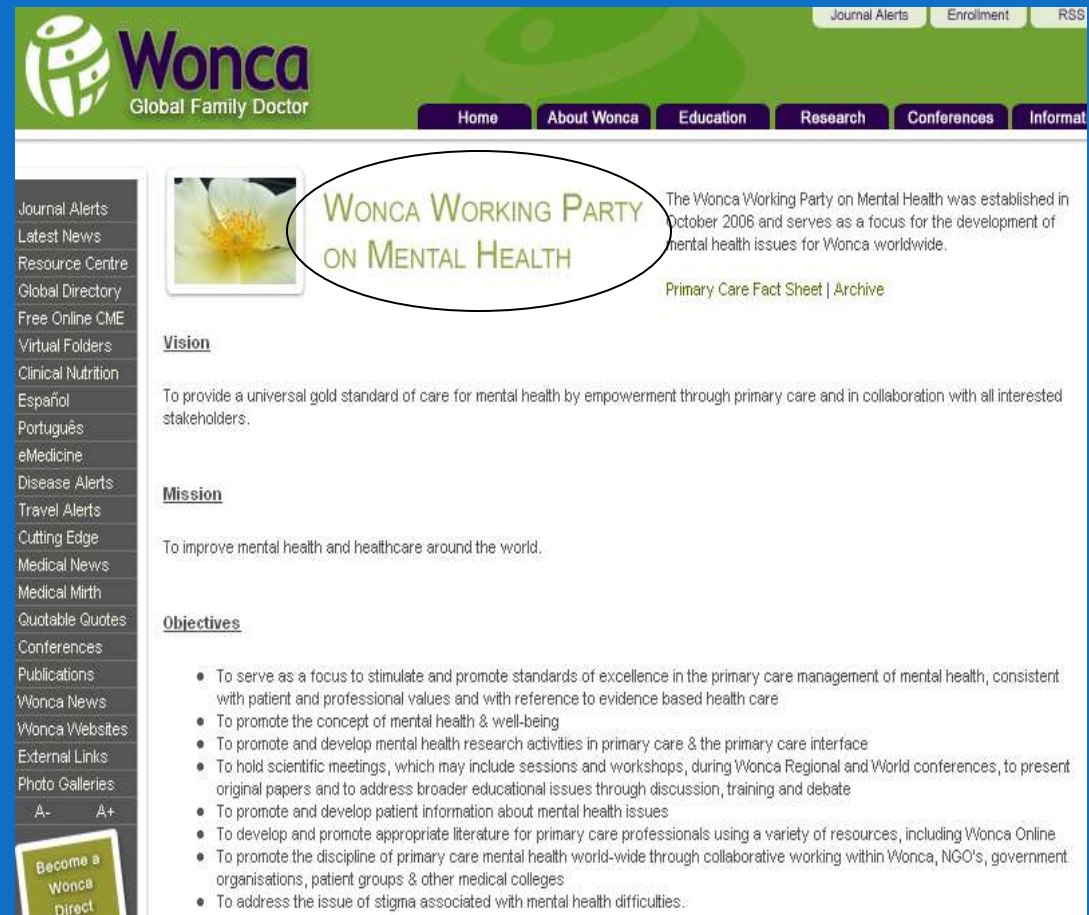 Journal Alerts Enrollment RSS
Wonca
Global Family Doctor
Home About Wonca Education Research Conferences Informat
Journal Alerts
Latest News
Resource Centre
Global Directory
Free Online CME
Virtual Folders
Clinical Nutrition
Español
Português
eMedicine
Disease Alerts
Travel Alerts
Cutting Edge
Medical News
Medical Mirth
Quotable Quotes
Conferences
Publications
Wonca News
Wonca Websites
External Links
Photo Galleries
A- A+
Become a
Wonca
Direct
WONCA WORKING PARTY
ON MENTAL HEALTH
The Wonca Working Party on Mental Health was established in
October 2006 and serves as a focus for the development of
mental health issues for Wonca worldwide.
Primary Care Fact Sheet | Archive
Vision
To provide a universal gold standard of care for mental health by empowerment through primary care and in collaboration with all interested
stakeholders.
Mission
To improve mental health and healthcare around the world.
Objectives
● To serve as a focus to stimulate and promote standards of excellence in the primary care management of mental health, consistent
with patient and professional values and with reference to evidence based health care
● To promote the concept of mental health & well-being
● To promote and develop mental health research activities in primary care & the primary care interface
● To hold scientific meetings, which may include sessions and workshops, during Wonca Regional and World conferences, to present
original papers and to address broader educational issues through discussion, training and debate
● To promote and develop patient information about mental health issues
● To develop and promote appropriate literature for primary care professionals using a variety of resources, including Wonca Online
● To promote the discipline of primary care mental health world-wide through collaborative working within Wonca, NGO's, government
organisations, patient groups & other medical colleges
● To address the issue of stigma associated with mental health difficulties.